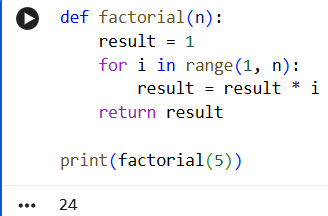 def factorial(n):
    result = 1
    for i in range(1, n):
        result = result * i
    return result

print(factorial(5))
24